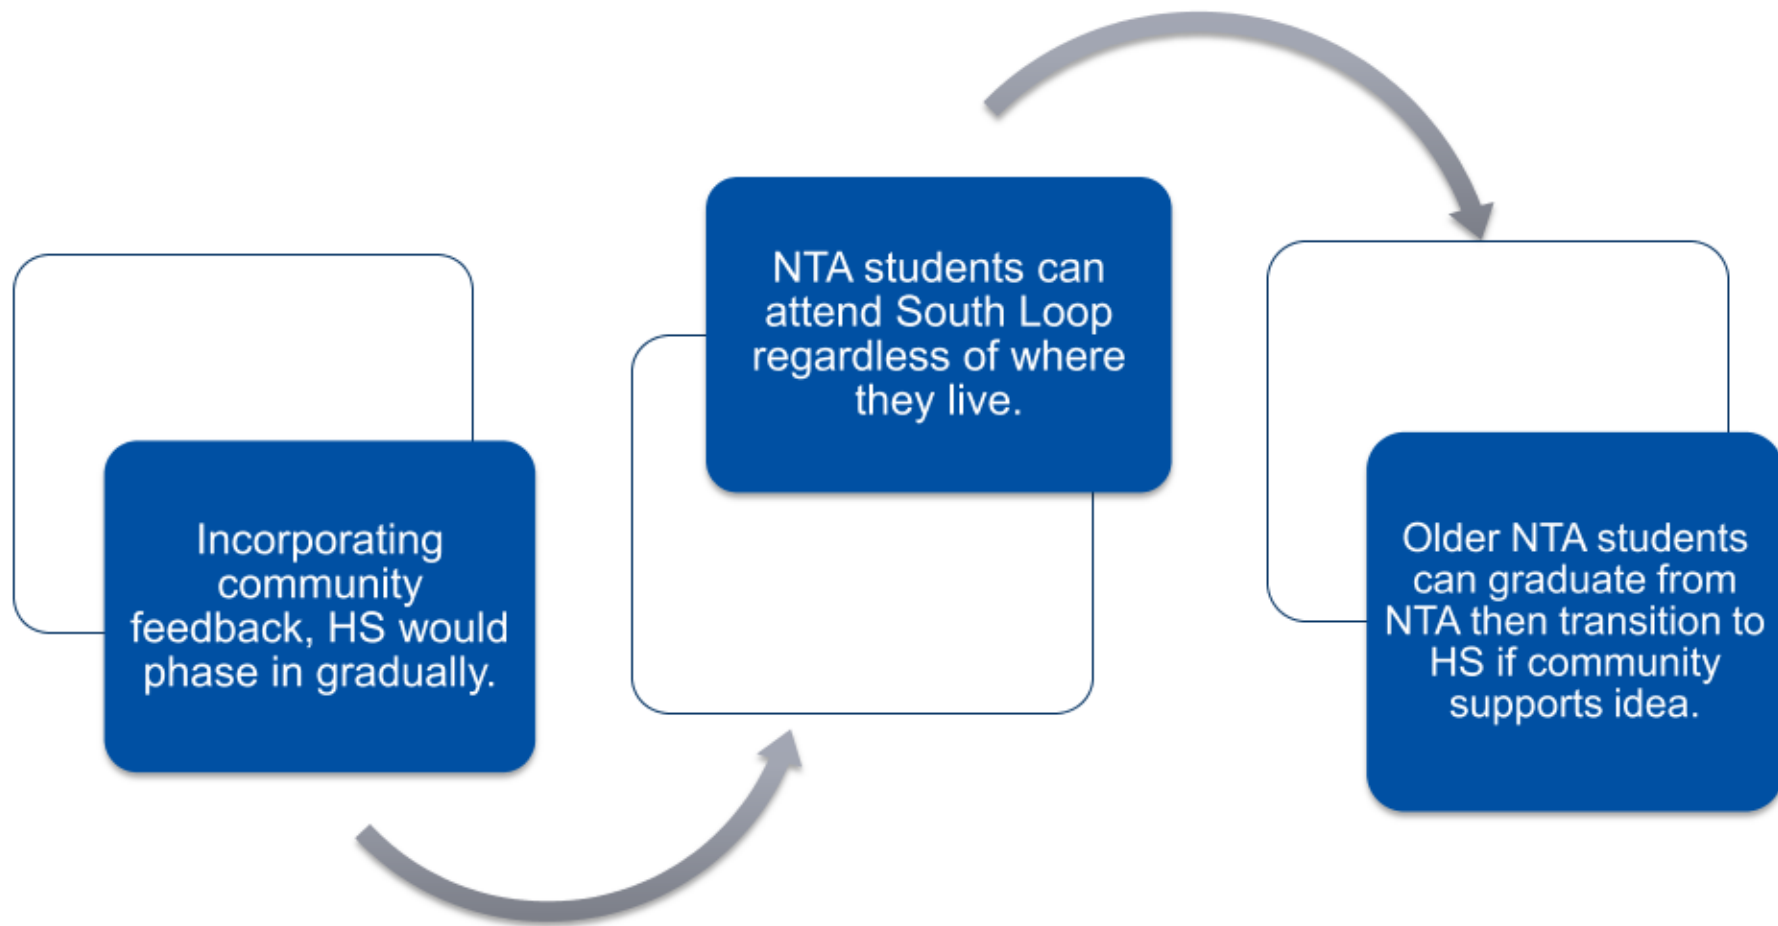 Incorporating
community
feedback, HS would
phase in gradually.
NTA students can
attend South Loop
regardless of where
they live.
Older NTA students
can graduate from
NTA then transition to
HS if community
supports idea.